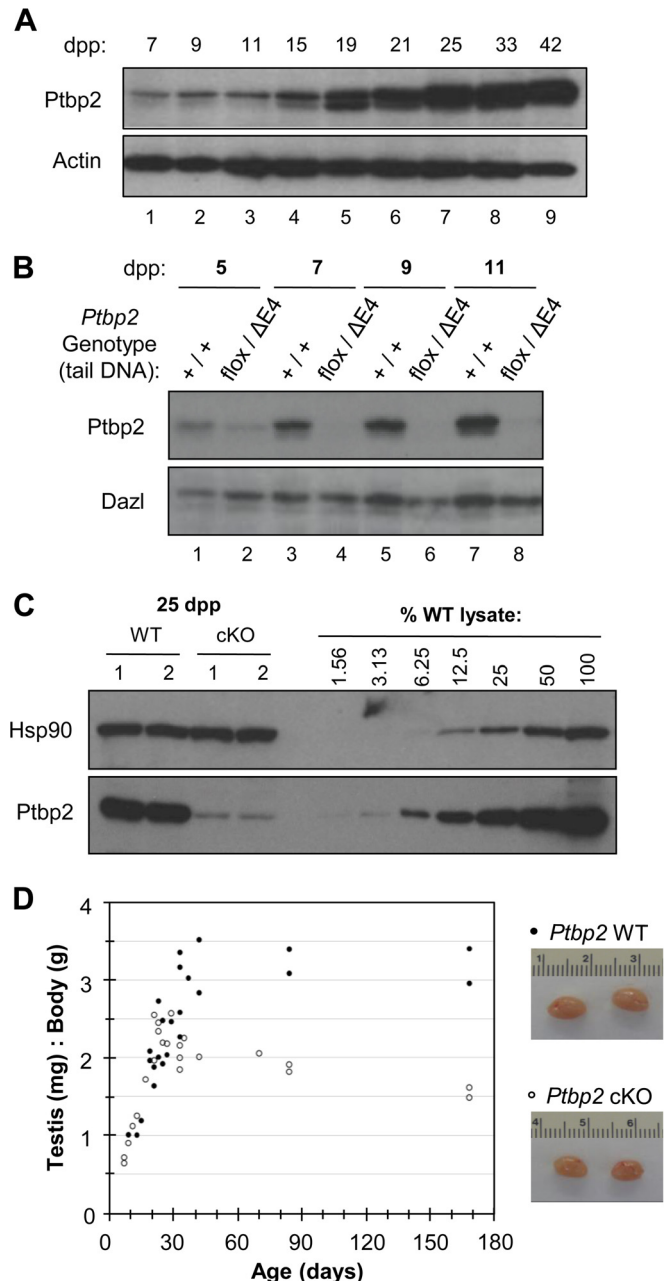 A
dpp: 7 9 11 15 19 21 25 33 42
Ptbp2
Actin
1 2 3 4 5 6 7 8 9
B
dpp: 5 7 9 11
Ptbp2
Genotype
(tail DNA):
+ / + flox / ΔE4 + / + flox / ΔE4 + / + flox / ΔE4 + / + flox / ΔE4
Ptbp2
Dazl
1 2 3 4 5 6 7 8
C
25 dpp
% WT lysate:
WT cKO
1 2 1 2
1.56 3.13 6.25 12.5 25 50 100
Hsp90
Ptbp2
D
Testis (mg) : Body (g)
4
3
2
1
0
0 30 60 90 120 150 180
Age (days)
Ptbp2 WT
1 2 3
Ptbp2 cKO
4 5 6